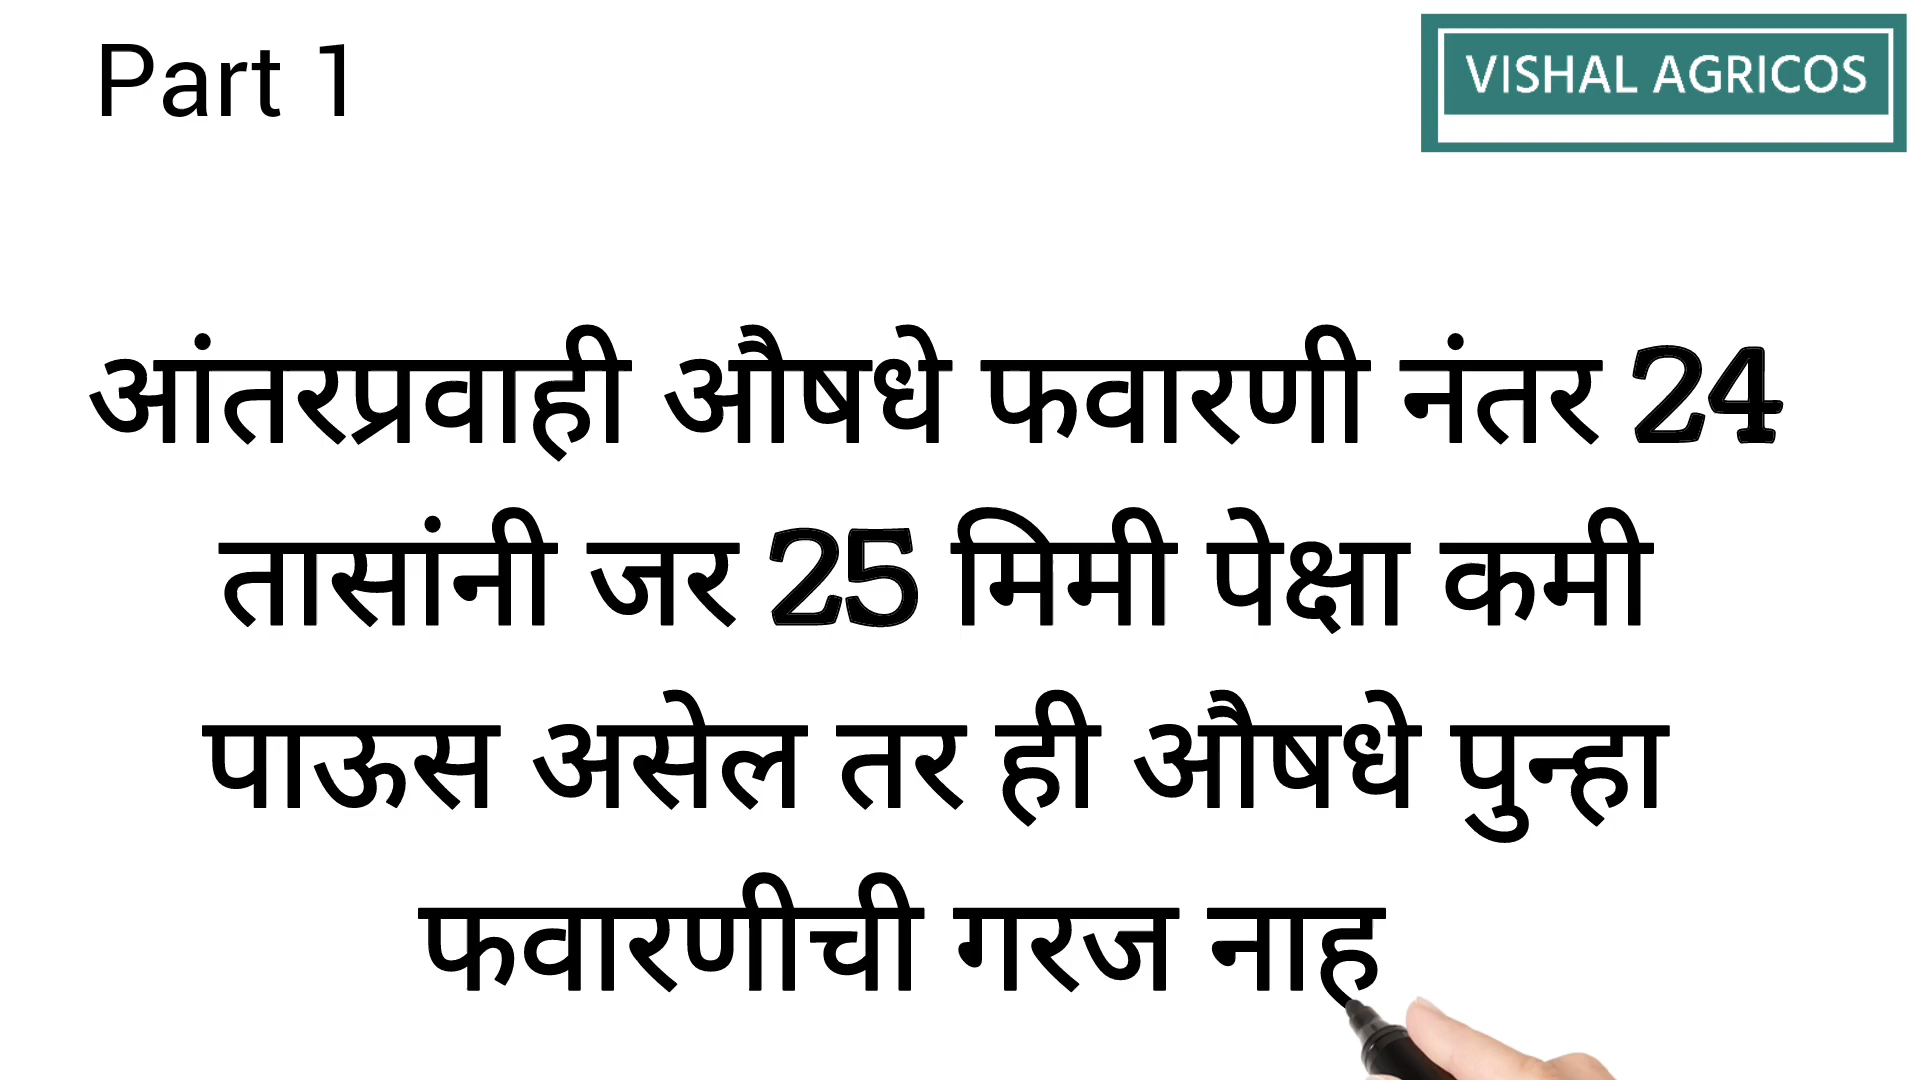 Part 1
VISHAL AGRICOS
आंतरप्रवाही औषधे फवारणी नंतर 24
तासांनी जर 25 मिमी पेक्षा कमी
पाऊस असेल तर ही औषधे पुन्हा
फवारणीची गरज नाह